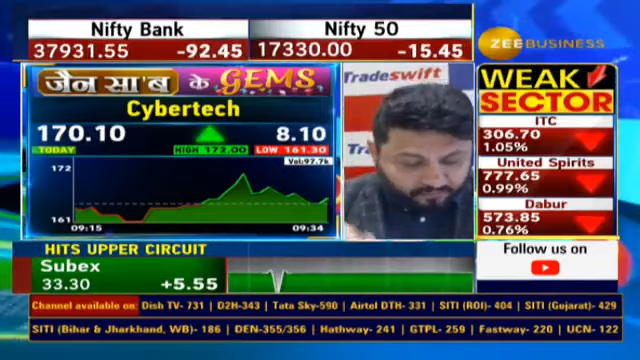 Nifty Bank
37931.55 -92.45
Nifty 50
17330.00 -15.45
ZEE BUSINESS
जैन सा'ब के GEMS
Cybertech
170.10 8.10
TODAY HIGH 172.00 LOW 161.30
Vol:97.7k
172
161
09:15 09:34
Tradeswift
Trade
Tra
WEAK
SECTOR
ITC
306.70
1.05%
United Spirits
777.65
0.99%
Dabur
573.85
0.76%
HITS UPPER CIRCUIT
Subex
33.30 +5.55
Follow us on
Channel available on: Dish TV- 731 | D2H-343 | Tata Sky-590 | Airtel DTH- 331 | SITI (ROI)- 404 | SITI (Gujarat)- 429
SITI (Bihar & Jharkhand, WB)- 186 | DEN-355/356 | Hathway- 241 | GTPL- 259 | Fastway- 220 | UCN- 122